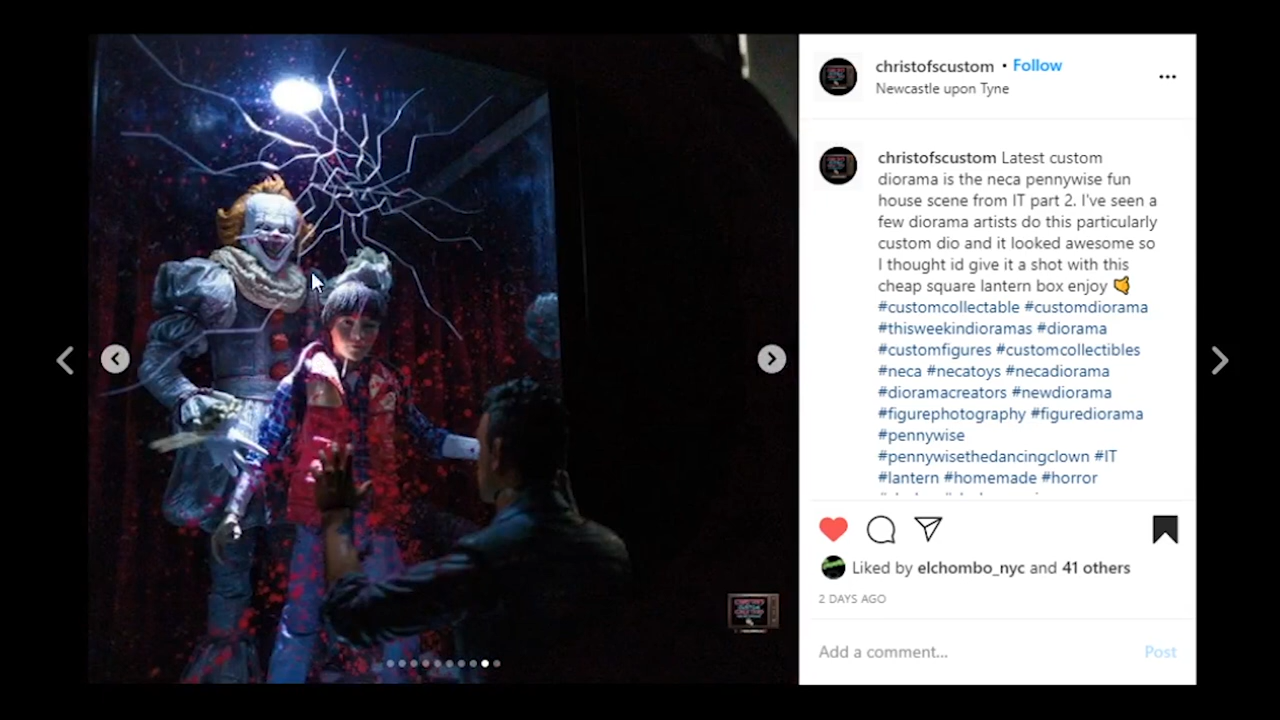 christofscustom • Follow
Newcastle upon Tyne
christofscustom Latest custom
diorama is the neca pennywise fun
house scene from IT part 2. I've seen a
few diorama artists do this particularly
custom dio and it looked awesome so
I thought id give it a shot with this
cheap square lantern box enjoy 🤙
#customcollectable #customdiorama
#thisweekindioramas #diorama
#customfigures #customcollectibles
#neca #necatoys #necadiorama
#dioramacreators #newdiorama
#figurephotography #figurediorama
#pennywise
#pennywisethedancingclown #IT
#lantern #homemade #horror
Liked by elchombo_nyc and 41 others
2 DAYS AGO
Add a comment... Post